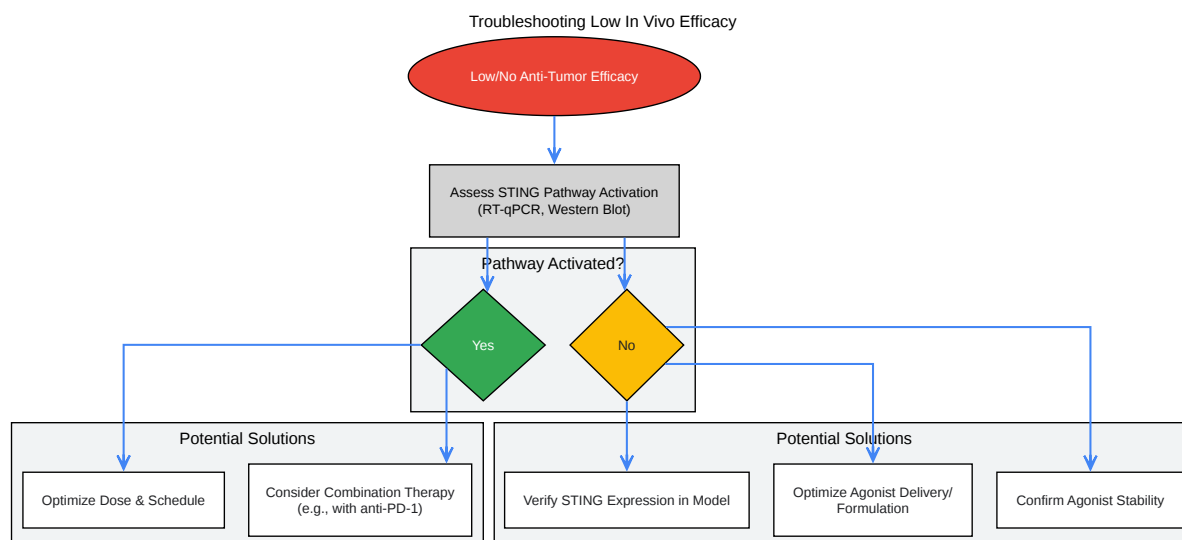 Troubleshooting Low In Vivo Efficacy
Low/No Anti-Tumor Efficacy
Assess STING Pathway Activation
(RT-qPCR, Western Blot)
Pathway Activated?
Yes
No
Potential Solutions
Potential Solutions
Optimize Dose & Schedule
Consider Combination Therapy
(e.g., with anti-PD-1)
Verify STING Expression in Model
Optimize Agonist Delivery/
Formulation
Confirm Agonist Stability